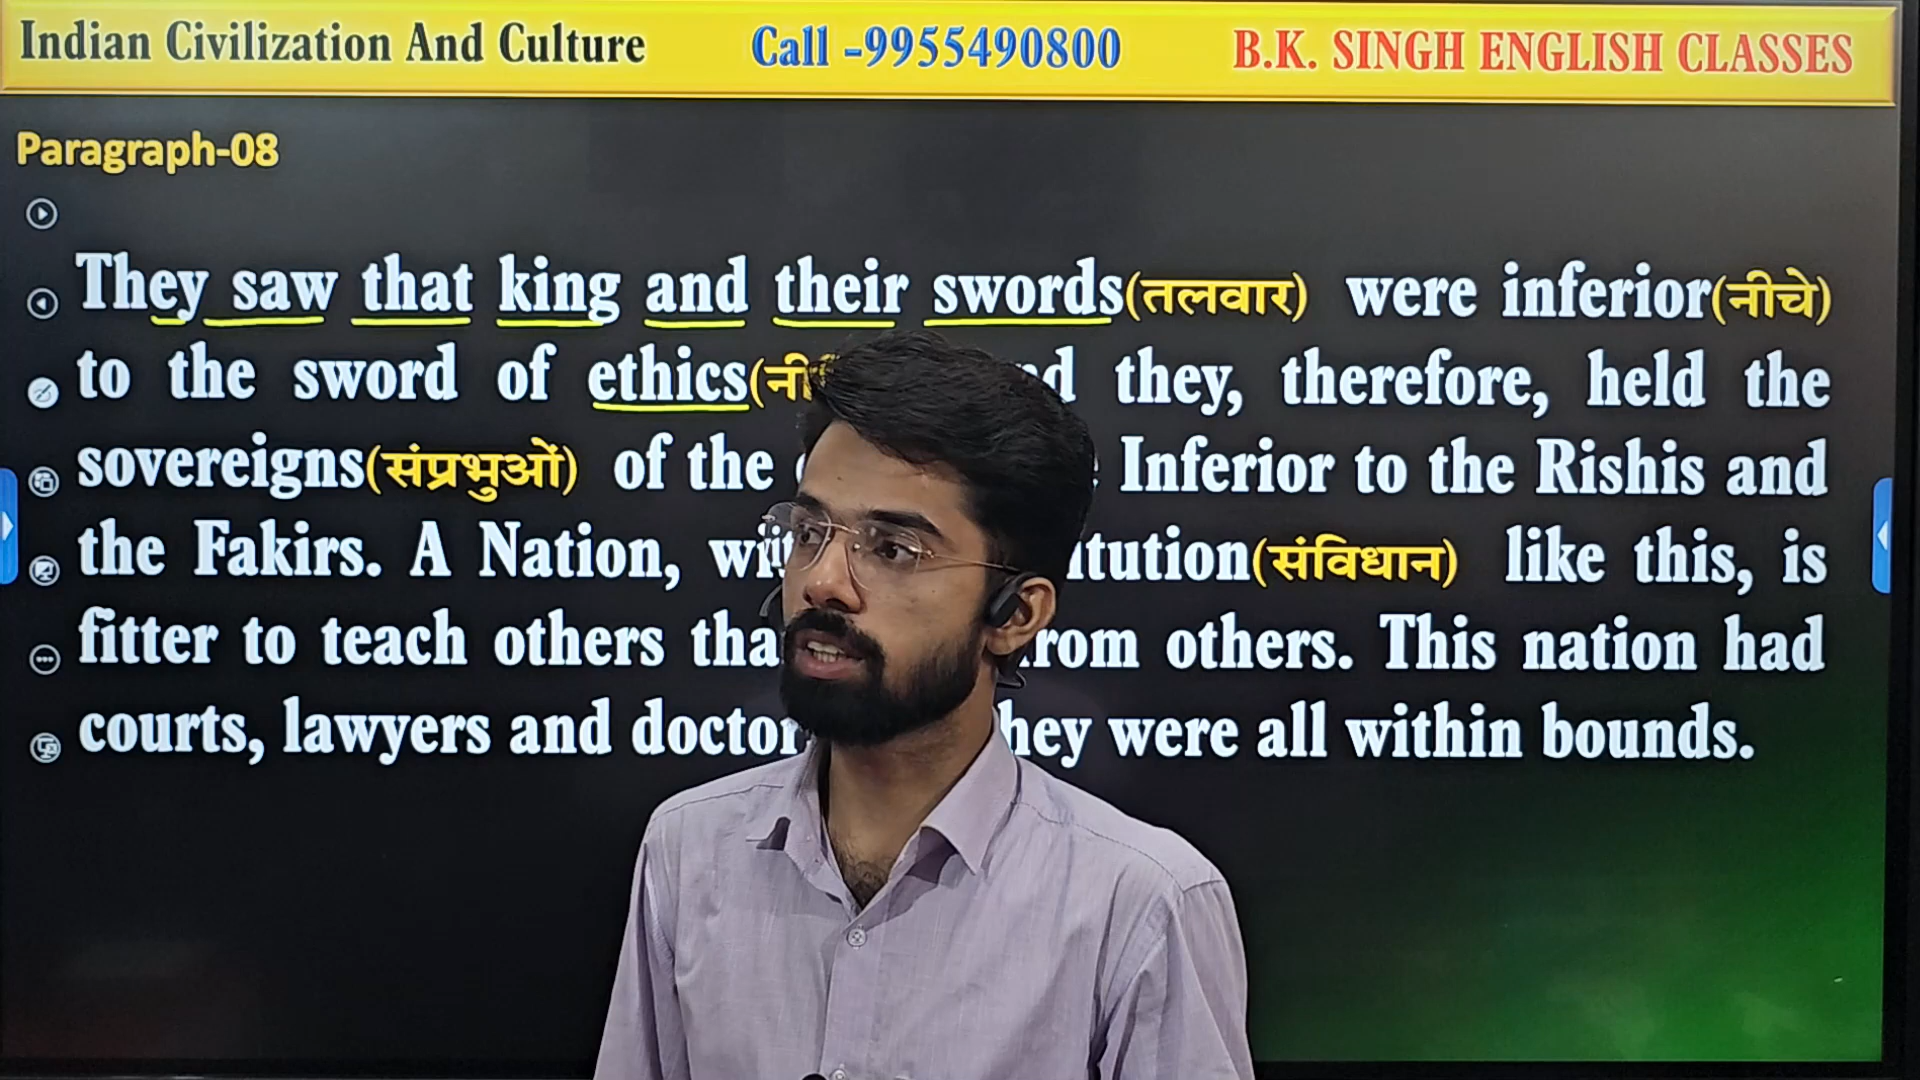 Indian Civilization And Culture Call -9955490800 B.K. SINGH ENGLISH CLASSES
Paragraph-08
They saw that king and their swords(तलवार) were inferior(नीचे)
to the sword of ethics they, therefore, held the
sovereigns(संप्रभुओं) of the Inferior to the Rishis and
the Fakirs. A Nation, (संविधान) like this, is
fitter to teach others others. This nation had
courts, lawyers and were all within bounds.